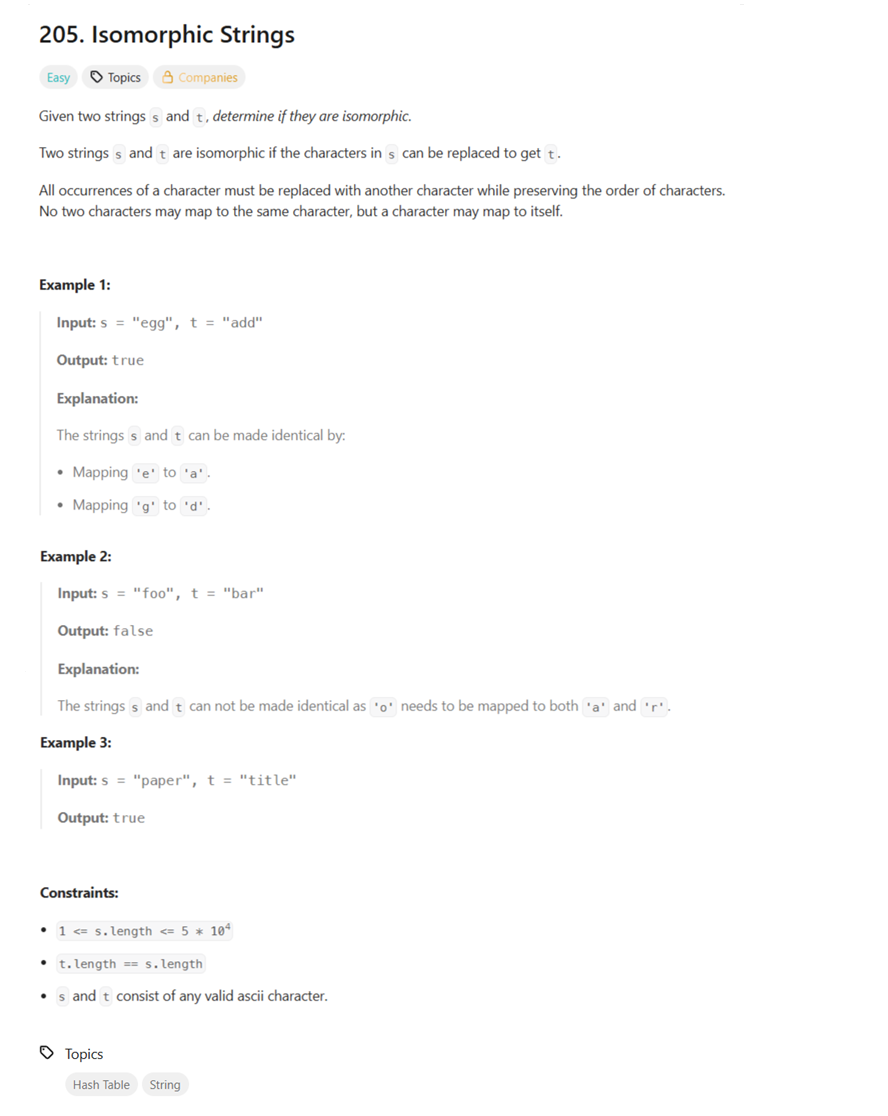 205. Isomorphic Strings
Easy Topics Companies
Given two strings s and t, determine if they are isomorphic.
Two strings s and t are isomorphic if the characters in s can be replaced to get t.
All occurrences of a character must be replaced with another character while preserving the order of characters.
No two characters may map to the same character, but a character may map to itself.
Example 1:
Input: s = "egg", t = "add"
Output: true
Explanation:
The strings s and t can be made identical by:
• Mapping 'e' to 'a'.
• Mapping 'g' to 'd'.
Example 2:
Input: s = "foo", t = "bar"
Output: false
Explanation:
The strings s and t can not be made identical as 'o' needs to be mapped to both 'a' and 'r'.
Example 3:
Input: s = "paper", t = "title"
Output: true
Constraints:
• 1 <= s.length <= 5 * 10⁴
• t.length == s.length
• s and t consist of any valid ascii character.
Topics
Hash Table String